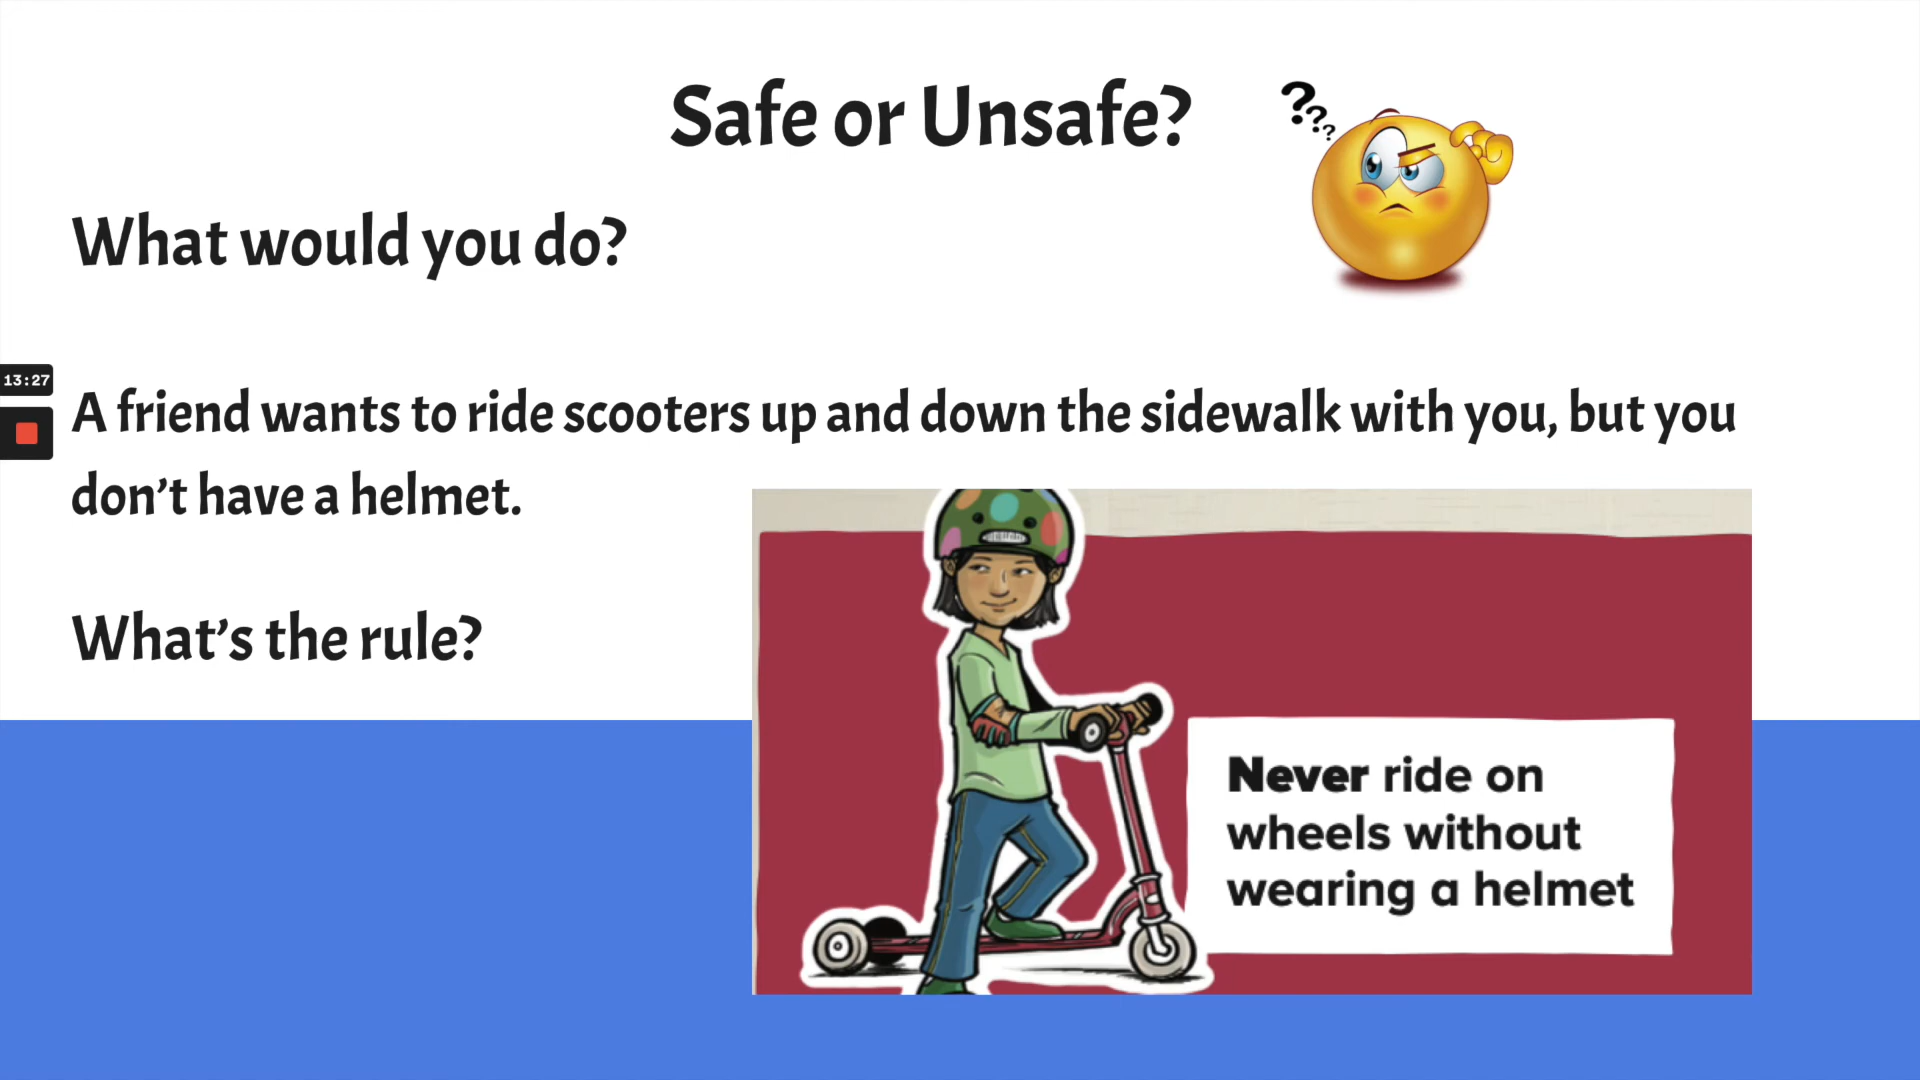 Safe or Unsafe?
???
What would you do?
13:27
A friend wants to ride scooters up and down the sidewalk with you, but you
don’t have a helmet.
What’s the rule?
Never ride on
wheels without
wearing a helmet